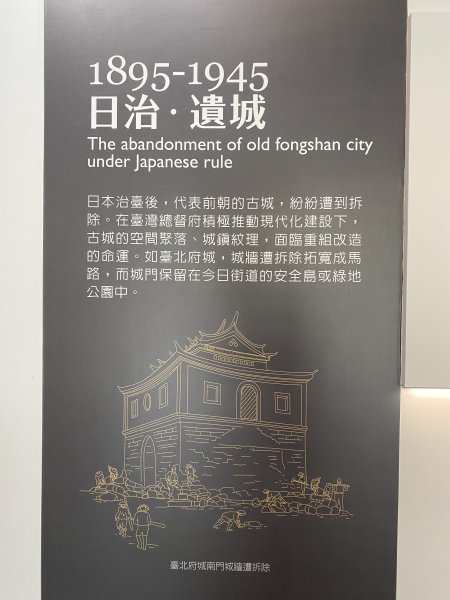 1895-1945
日治·遺城
The abandonment of old fongshan city
under Japanese rule
日本治臺後，代表前朝的古城，紛紛遭到拆
除。在臺灣總督府積極推動現代化建設下，
古城的空間聚落、城鎮紋理，面臨重組改造
的命運。如臺北府城，城牆遭拆除拓寬成馬
路，而城門保留在今日街道的安全島或綠地
公園中。
臺北府城南門城牆遭拆除